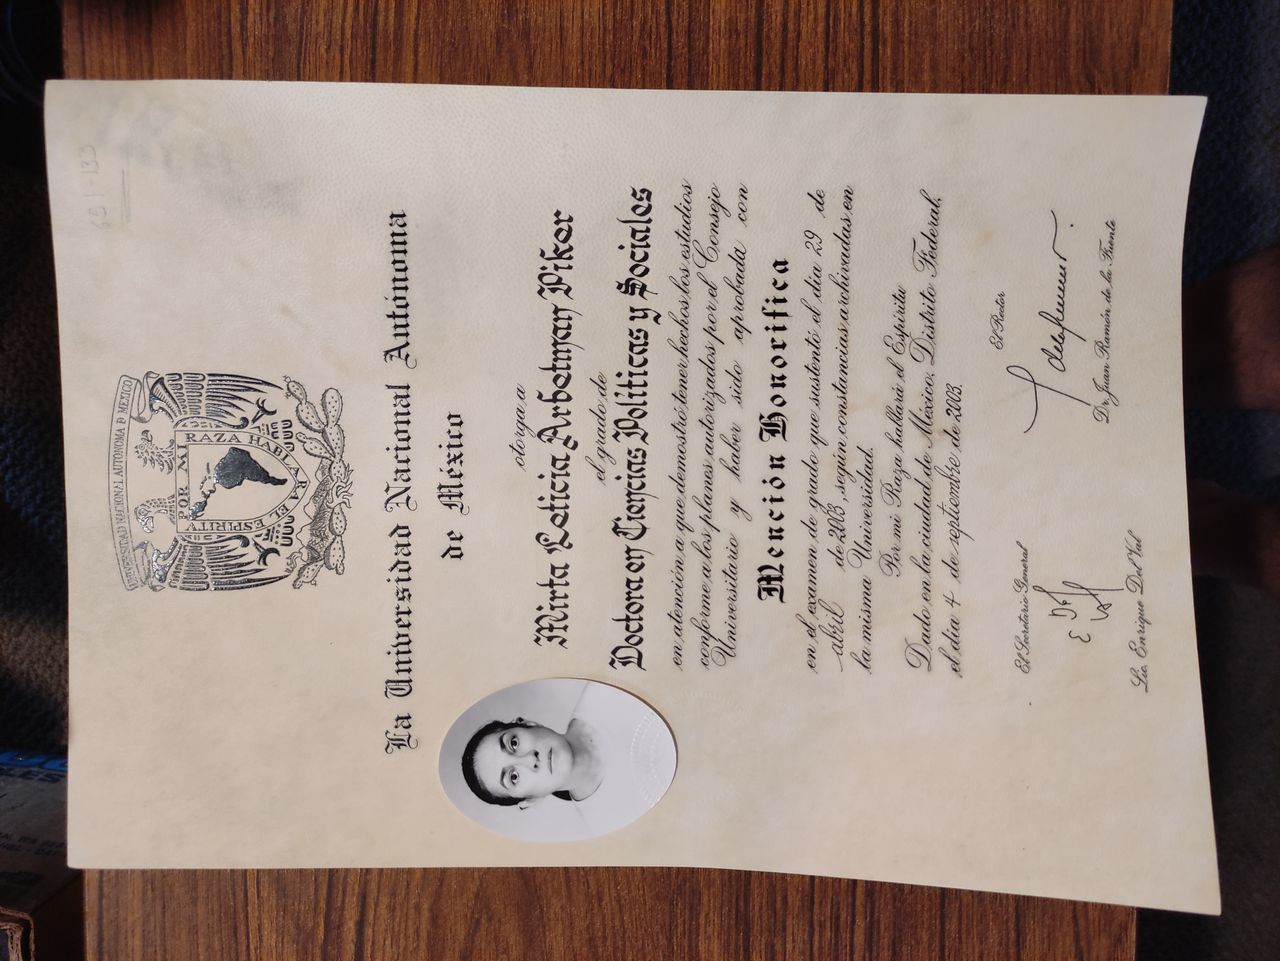 691-133
UNIVERSIDAD NACIONAL AUTONOMA D MEXICO
POR MI RAZA HABLARA EL ESPIRITU
La Universidad Nacional Autónoma
de México
otorga a
Mirta Leticia Arbetman Piker
el grado de
Doctora en Ciencias Políticas y Sociales
en atención a que demostró tener hechos los estudios
conforme a los planes autorizados por el Consejo
Universitario y haber sido aprobada con
Mención Honorífica
en el examen de grado que sustentó el día 29 de
abril de 2003, según constancias archivadas en
la misma Universidad.
Por mi Raza hablará el Espíritu
Dado en la ciudad de México, Distrito Federal,
el día 4 de septiembre de 2003.
El Secretario General
El Rector
Lic. Enrique Del Val
Dr. Juan Ramón de la Fuente